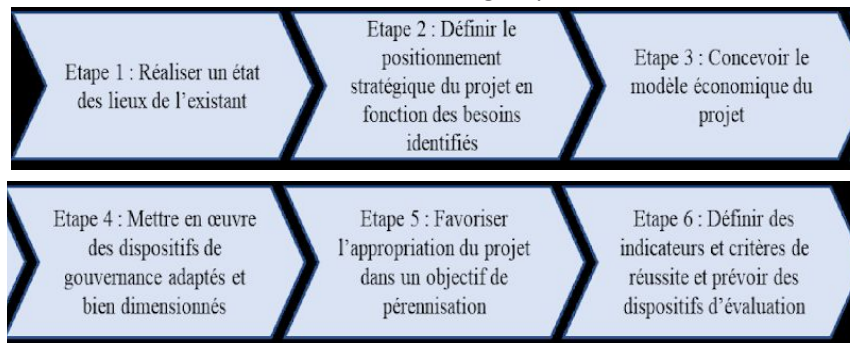 Etape 1 : Réaliser un état
des lieux de l'existant
Etape 2 : Définir le
positionnement
stratégique du projet en
fonction des besoins
identifiés
Etape 3 : Concevoir le
modèle économique du
projet
Etape 4 : Mettre en œuvre
des dispositifs de
gouvernance adaptés et
bien dimensionnés
Etape 5 : Favoriser
l'appropriation du projet
dans un objectif de
pérennisation
Etape 6 : Définir des
indicateurs et critères de
réussite et prévoir des
dispositifs d'évaluation